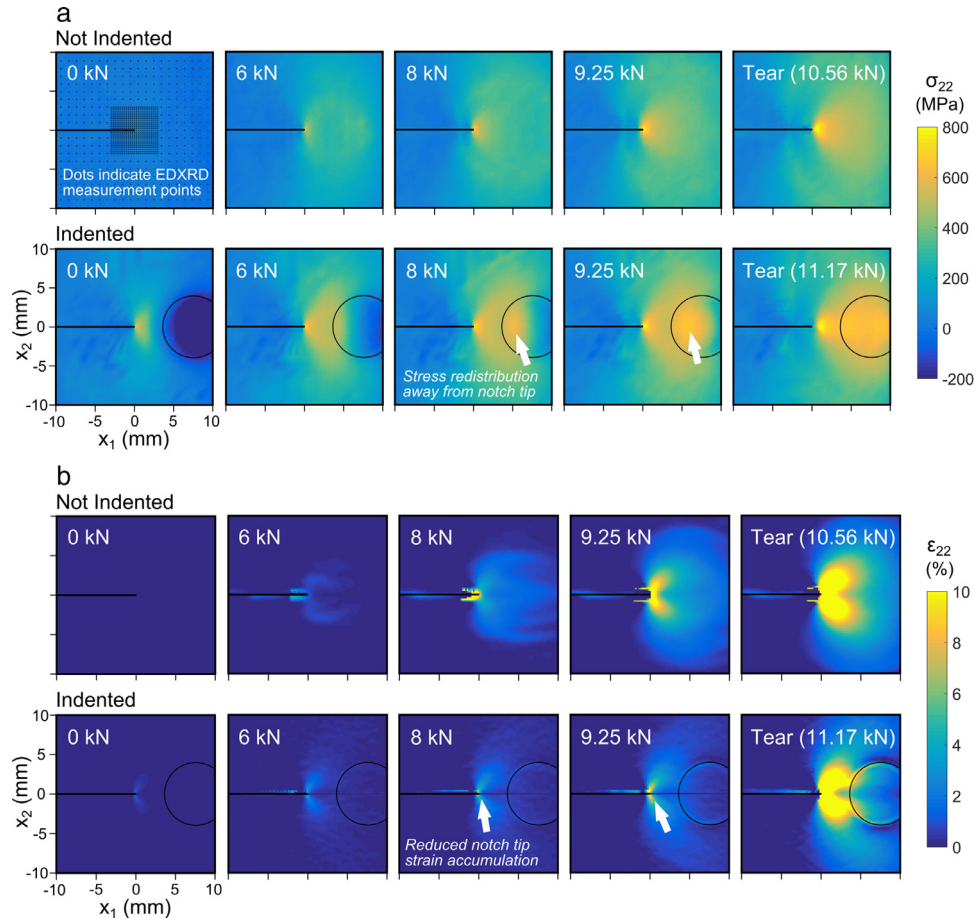 a
Not Indented
0 kN
6 kN
8 kN
9.25 kN
Tear (10.56 kN)
Dots indicate EDXRD
measurement points
σ22
(MPa)
800
600
400
200
0
-200
Indented
0 kN
6 kN
8 kN
9.25 kN
Tear (11.17 kN)
Stress redistribution
away from notch tip
10
5
0
-5
-10
x2 (mm)
-10 -5 0 5 10
x1 (mm)
b
Not Indented
0 kN
6 kN
8 kN
9.25 kN
Tear (10.56 kN)
ε22
(%)
10
8
6
4
2
0
Indented
0 kN
6 kN
8 kN
9.25 kN
Tear (11.17 kN)
Reduced notch tip
strain accumulation
10
5
0
-5
-10
x2 (mm)
-10 -5 0 5 10
x1 (mm)